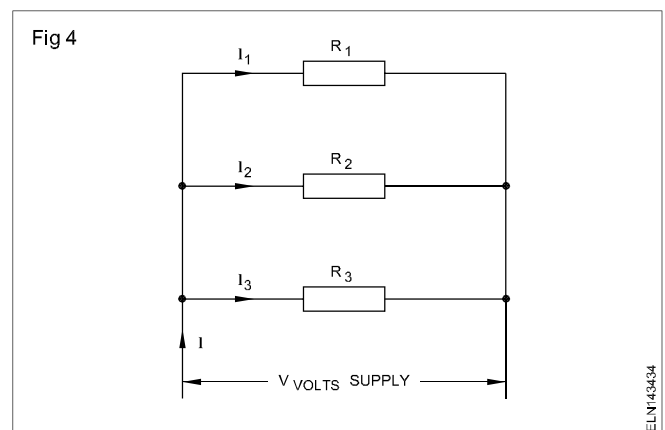 Fig 4
I1
R1
I2
R2
I3
R3
I
V VOLTS SUPPLY
ELN143434